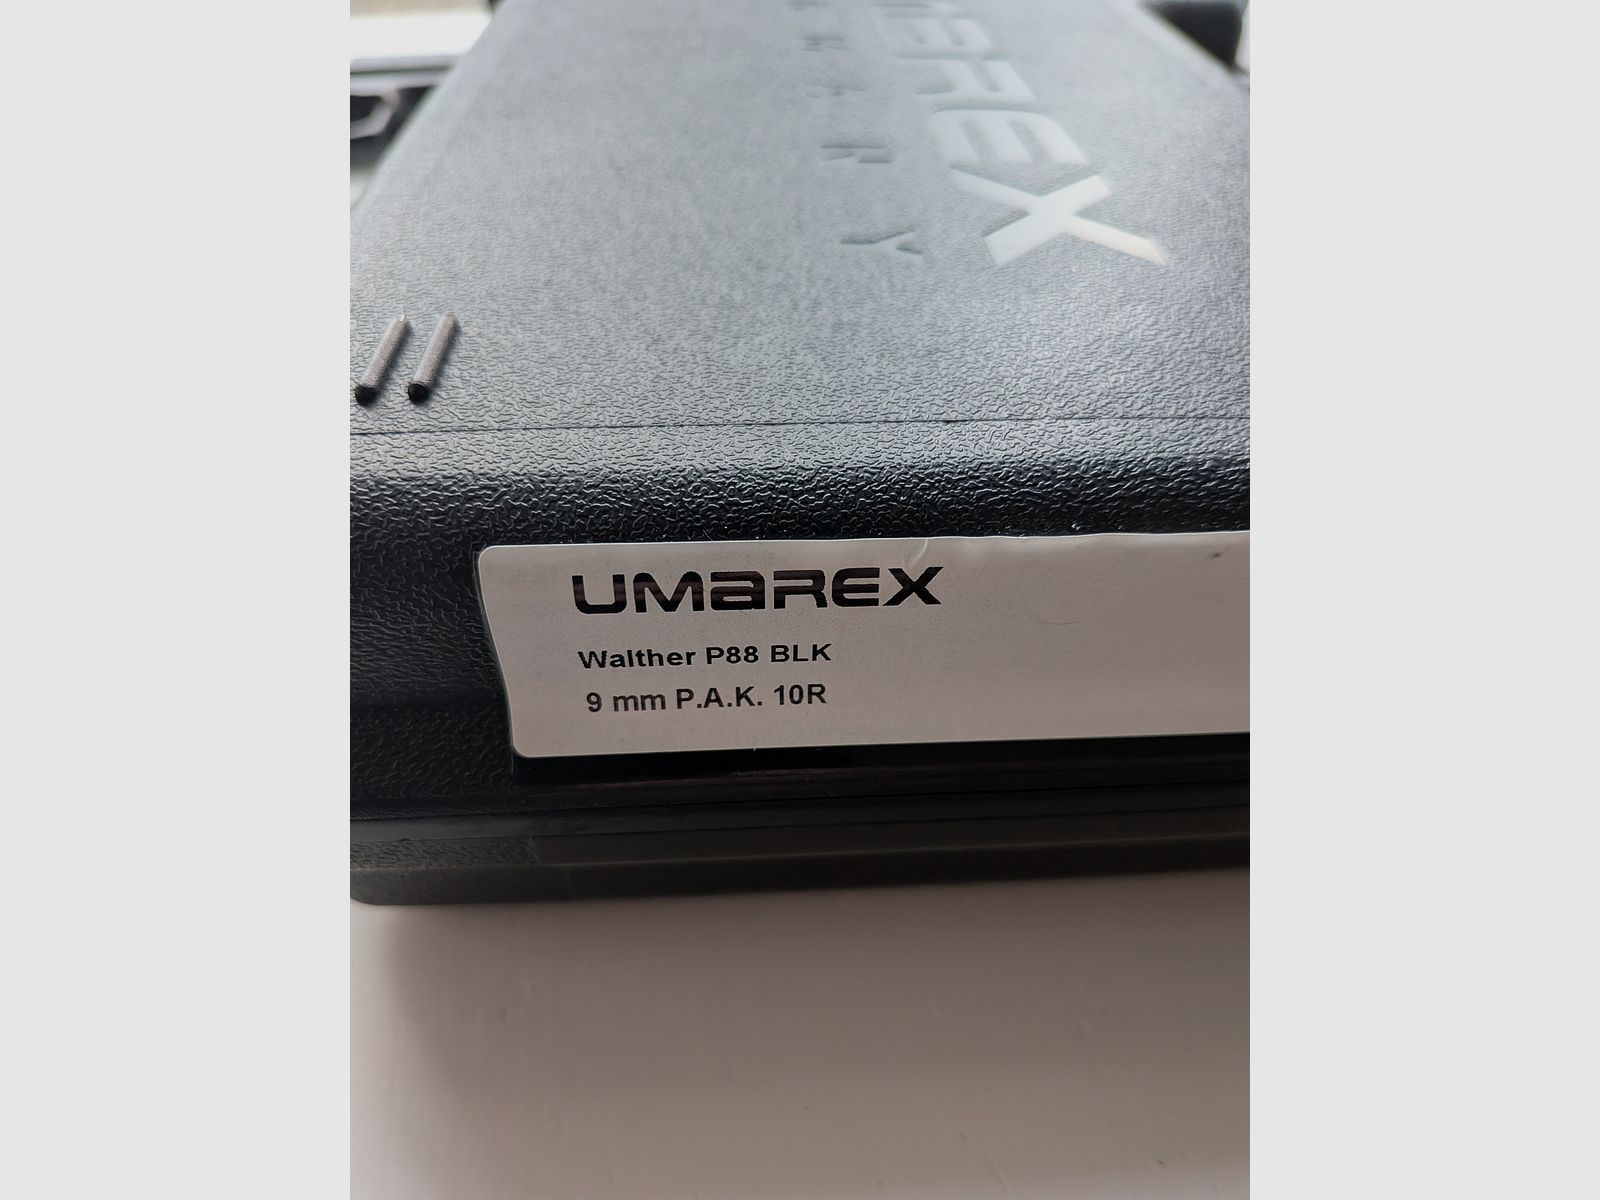 UMAREX
Walther P88 BLK
9 mm P.A.K. 10R